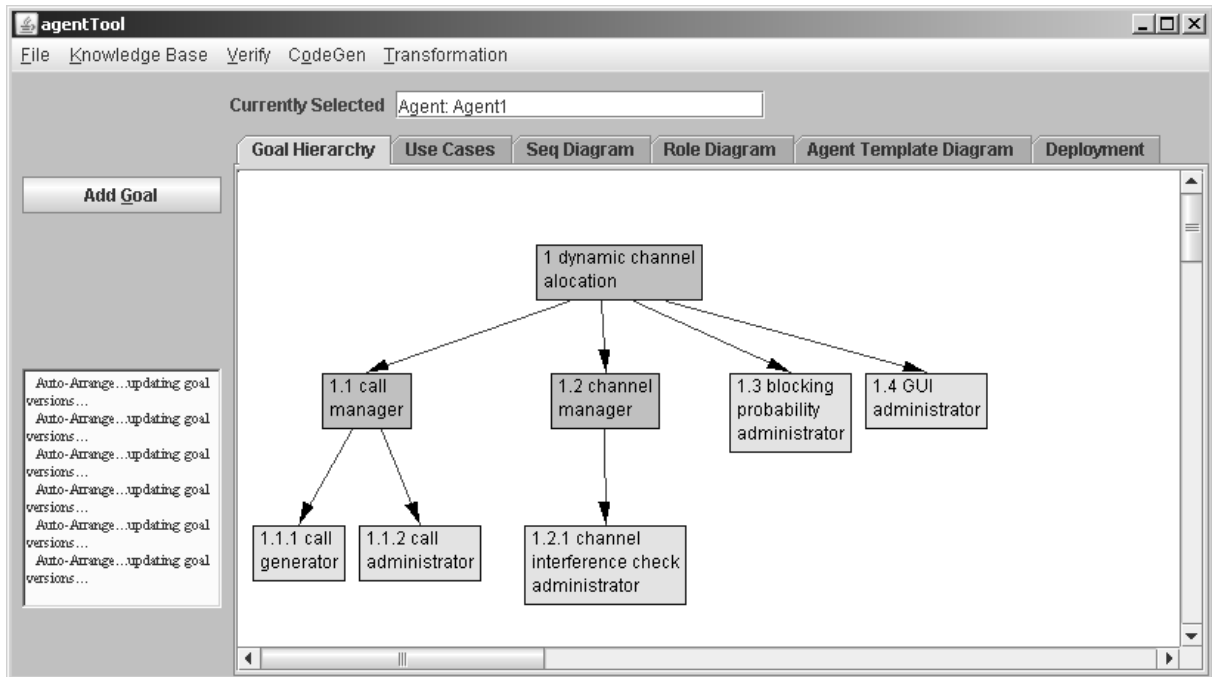 agentTool
File Knowledge Base Verify CodeGen Transformation
Currently Selected Agent: Agent1
Goal Hierarchy Use Cases Seq Diagram Role Diagram Agent Template Diagram Deployment
Add Goal
1 dynamic channel
alocation
1.1 call
manager
1.2 channel
manager
1.3 blocking
probability
administrator
1.4 GUI
administrator
1.1.1 call
generator
1.1.2 call
administrator
1.2.1 channel
interference check
administrator
Auto-Arrange...updating goal
versions...
Auto-Arrange...updating goal
versions...
Auto-Arrange...updating goal
versions...
Auto-Arrange...updating goal
versions...
Auto-Arrange...updating goal
versions...
Auto-Arrange...updating goal
versions...